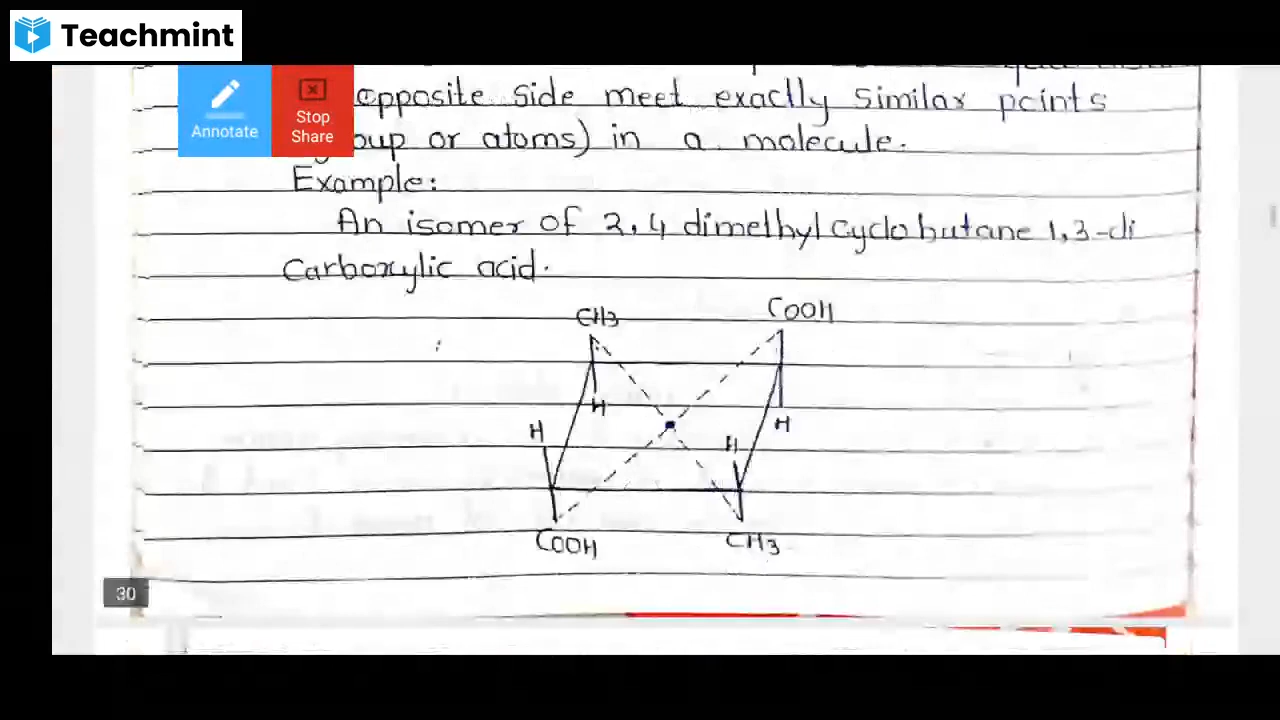 Teachmint
Annotate
Stop
Share
opposite side meet exactly similar points
oup or atoms) in a molecule.
Example:
An isomer of 2,4 dimethyl cyclobutane 1,3-di
Carboxylic acid.
CH3 COOH
H H
H H
COOH CH3
30